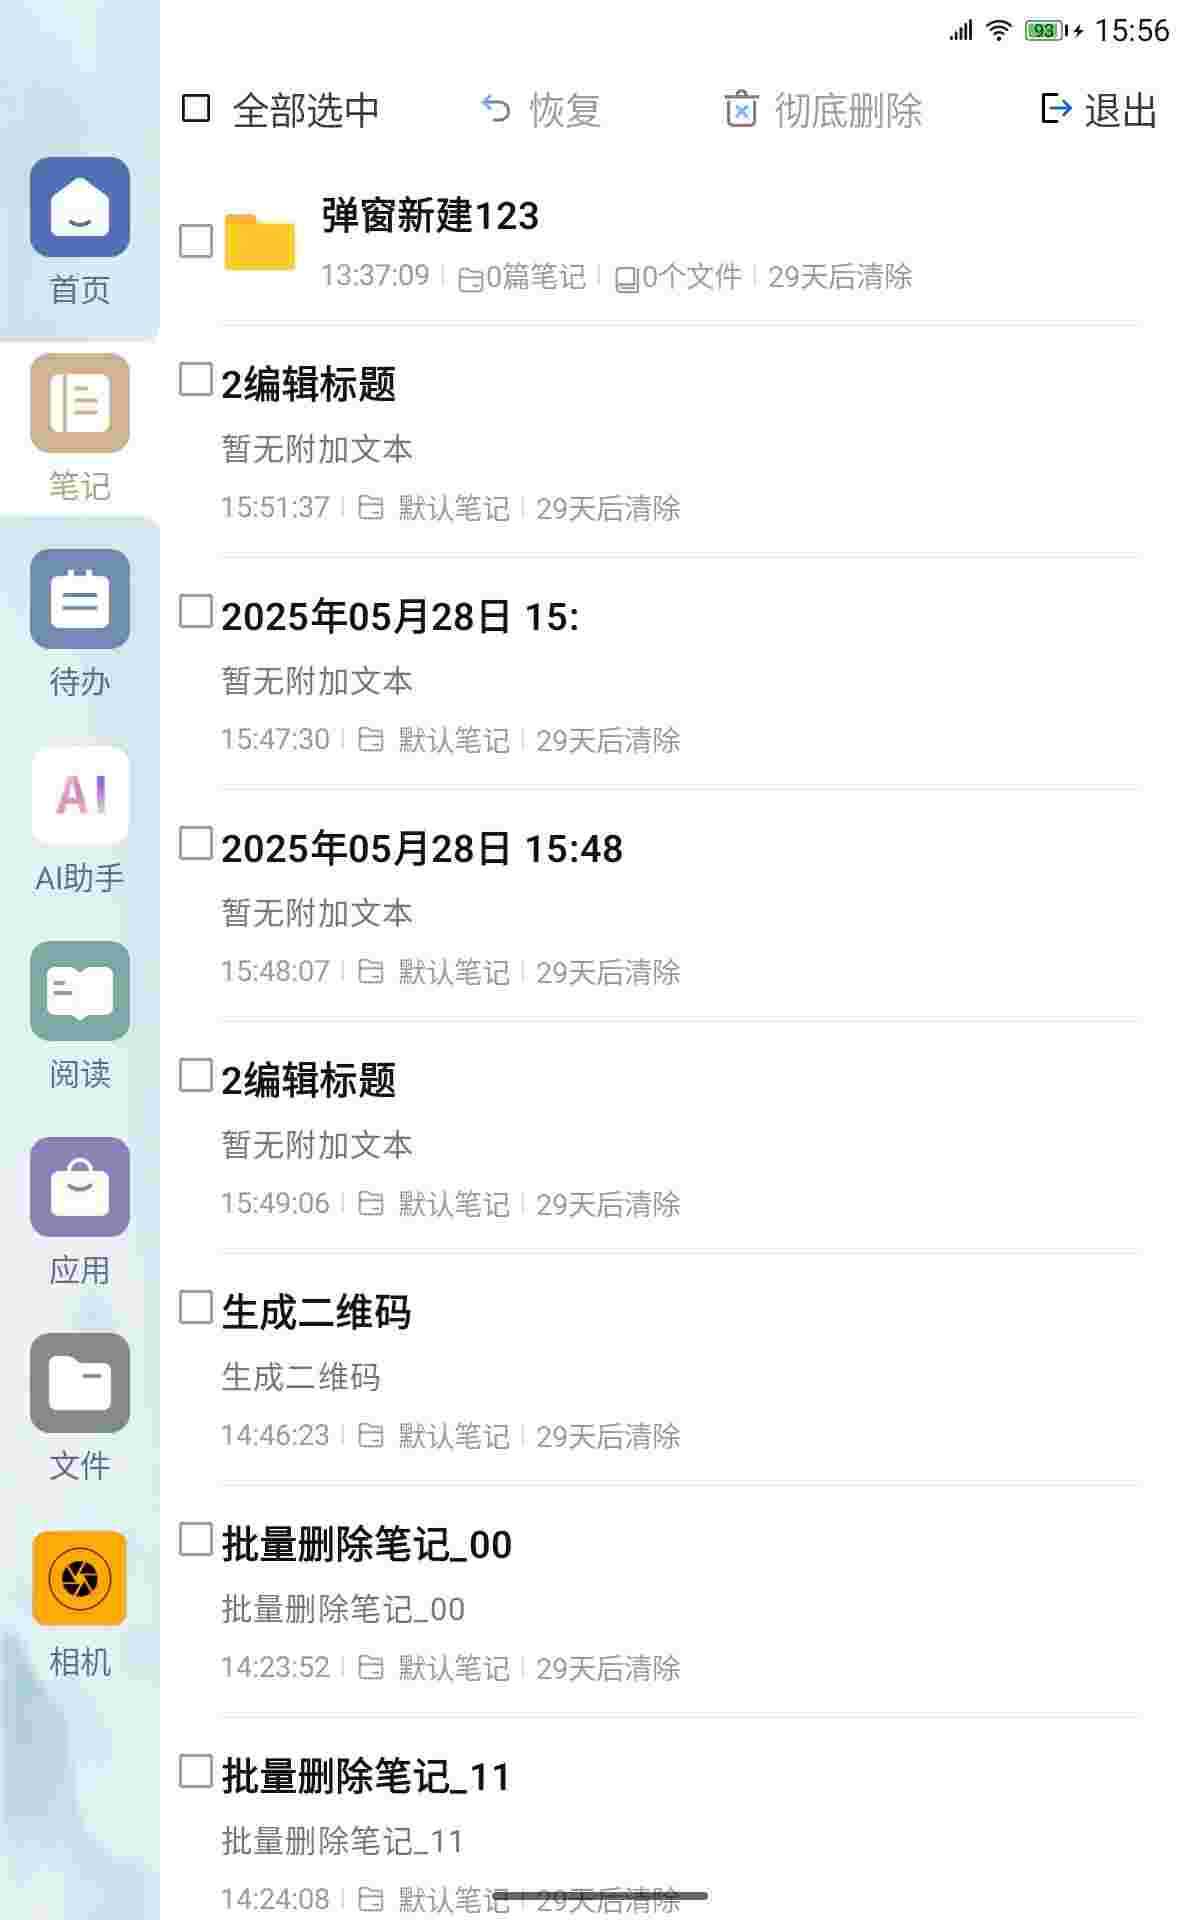 93 15:56
全部选中 恢复 彻底删除 退出
弹窗新建123
13:37:09 0篇笔记 0个文件 29天后清除
2编辑标题
暂无附加文本
15:51:37 默认笔记 29天后清除
2025年05月28日 15:
暂无附加文本
15:47:30 默认笔记 29天后清除
2025年05月28日 15:48
暂无附加文本
15:48:07 默认笔记 29天后清除
2编辑标题
暂无附加文本
15:49:06 默认笔记 29天后清除
生成二维码
生成二维码
14:46:23 默认笔记 29天后清除
批量删除笔记_00
批量删除笔记_00
14:23:52 默认笔记 29天后清除
批量删除笔记_11
批量删除笔记_11
14:24:08 默认笔记 29天后清除
首页
笔记
待办
AI
AI助手
阅读
应用
文件
相机